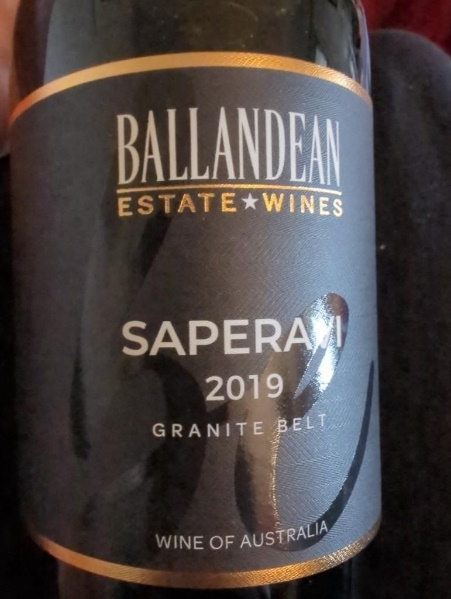 BALLANDEAN
ESTATE★WINES
SAPERAVI
2019
GRANITE BELT
WINE OF AUSTRALIA